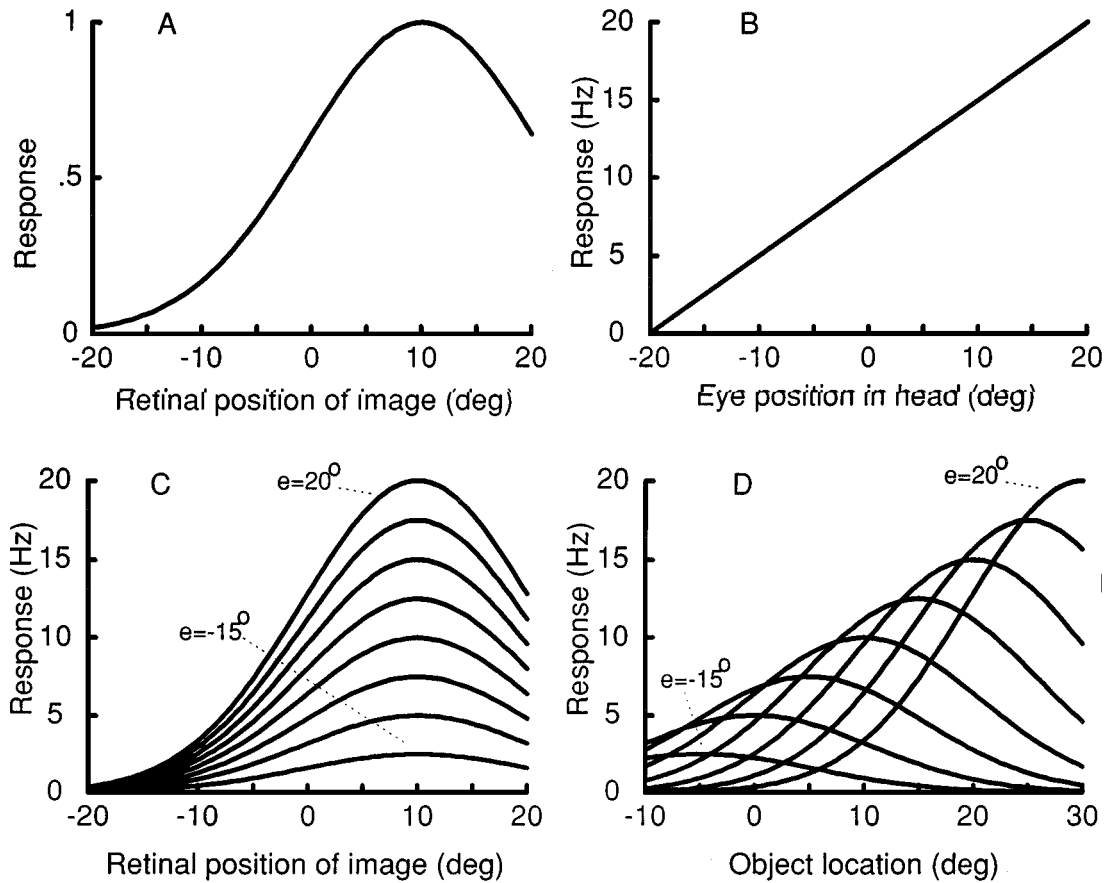 A
1
.5
0
Response
-20 -10 0 10 20
Retinal position of image (deg)
B
20
15
10
5
0
Response (Hz)
-20 -10 0 10 20
Eye position in head (deg)
C
20
15
10
5
0
Response (Hz)
e=20°
e=-15°
-20 -10 0 10 20
Retinal position of image (deg)
D
20
15
10
5
0
Response (Hz)
e=20°
e=-15°
-10 0 10 20 30
Object location (deg)